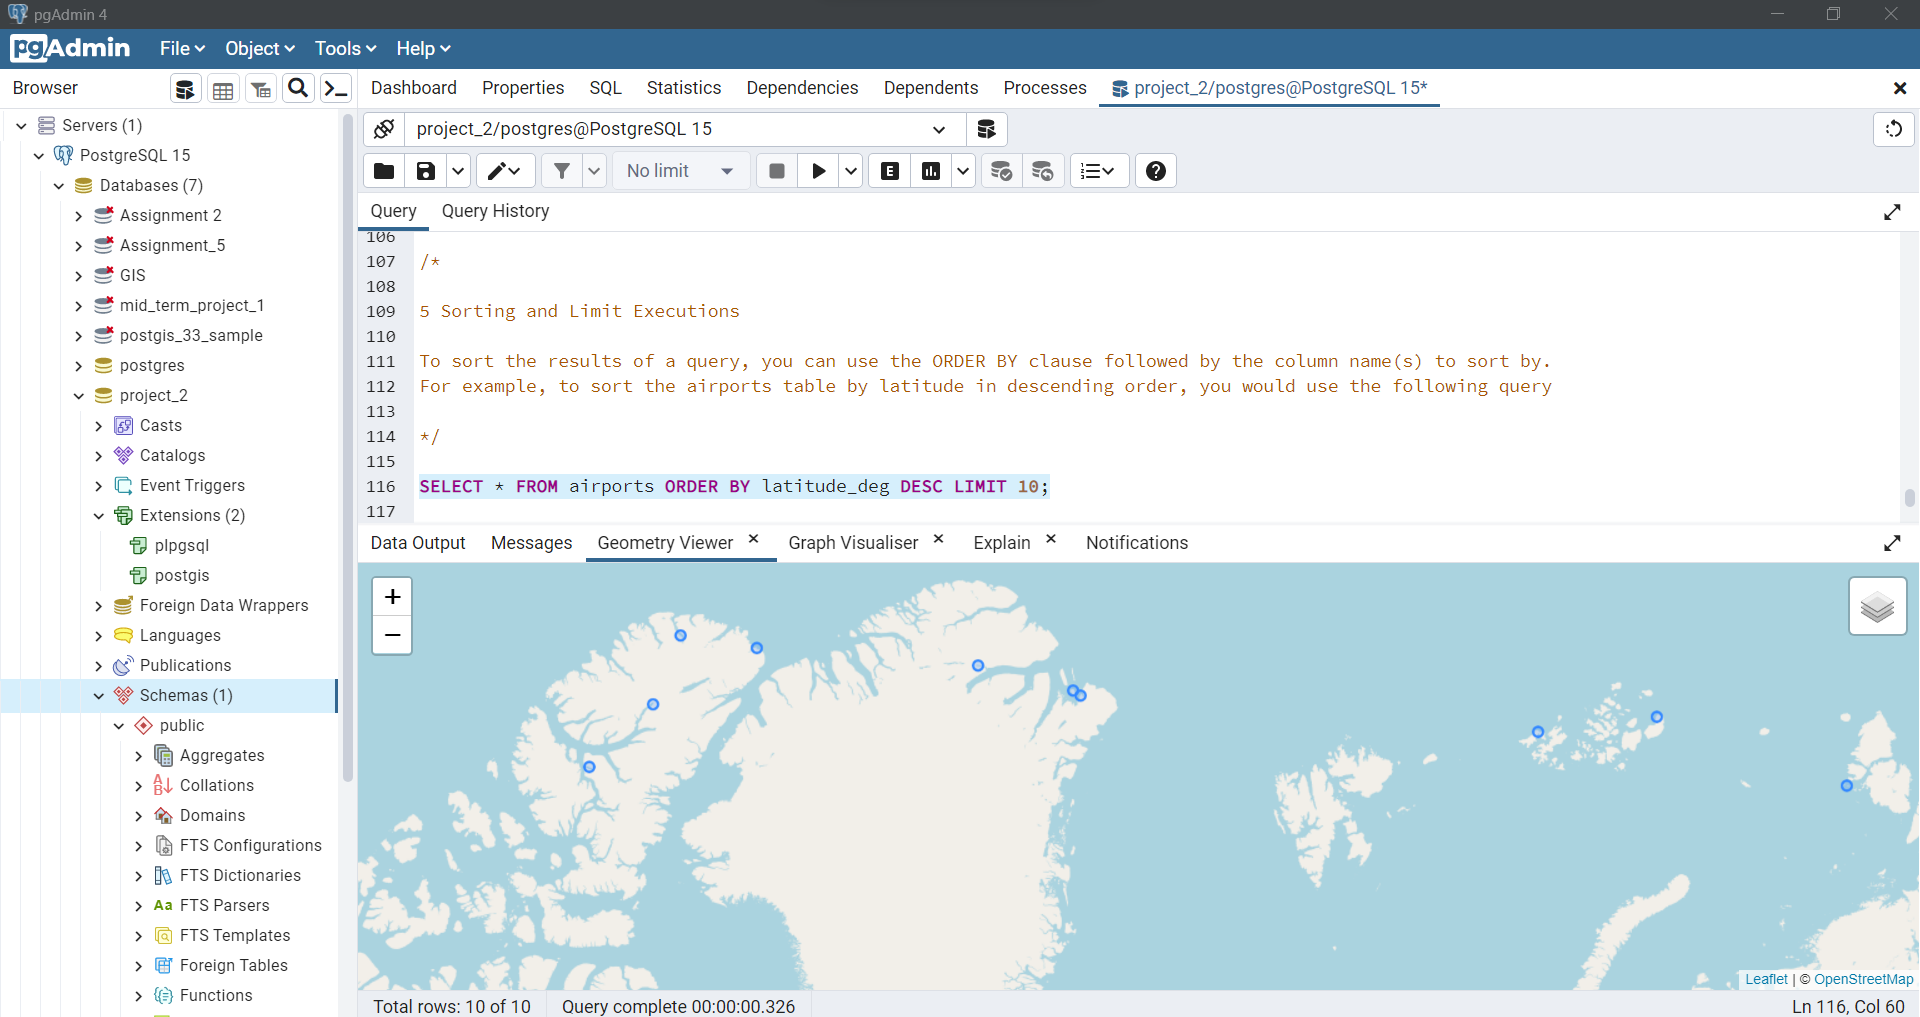 pgAdmin 4
pgAdmin File Object Tools Help
Browser
Dashboard Properties SQL Statistics Dependencies Dependents Processes project_2/postgres@PostgreSQL 15*
Servers (1)
PostgreSQL 15
Databases (7)
Assignment 2
Assignment_5
GIS
mid_term_project_1
postgis_33_sample
postgres
project_2
Casts
Catalogs
Event Triggers
Extensions (2)
plpgsql
postgis
Foreign Data Wrappers
Languages
Publications
Schemas (1)
public
Aggregates
Collations
Domains
FTS Configurations
FTS Dictionaries
Aa FTS Parsers
FTS Templates
Foreign Tables
Functions
project_2/postgres@PostgreSQL 15
No limit E
Query Query History
106
107 /*
108
109 5 Sorting and Limit Executions
110
111 To sort the results of a query, you can use the ORDER BY clause followed by the column name(s) to sort by.
112 For example, to sort the airports table by latitude in descending order, you would use the following query
113
114 */
115
116 SELECT * FROM airports ORDER BY latitude_deg DESC LIMIT 10;
117
Data Output Messages Geometry Viewer Graph Visualiser Explain Notifications
+
−
Leaflet | © OpenStreetMap
Total rows: 10 of 10 Query complete 00:00:00.326 Ln 116, Col 60